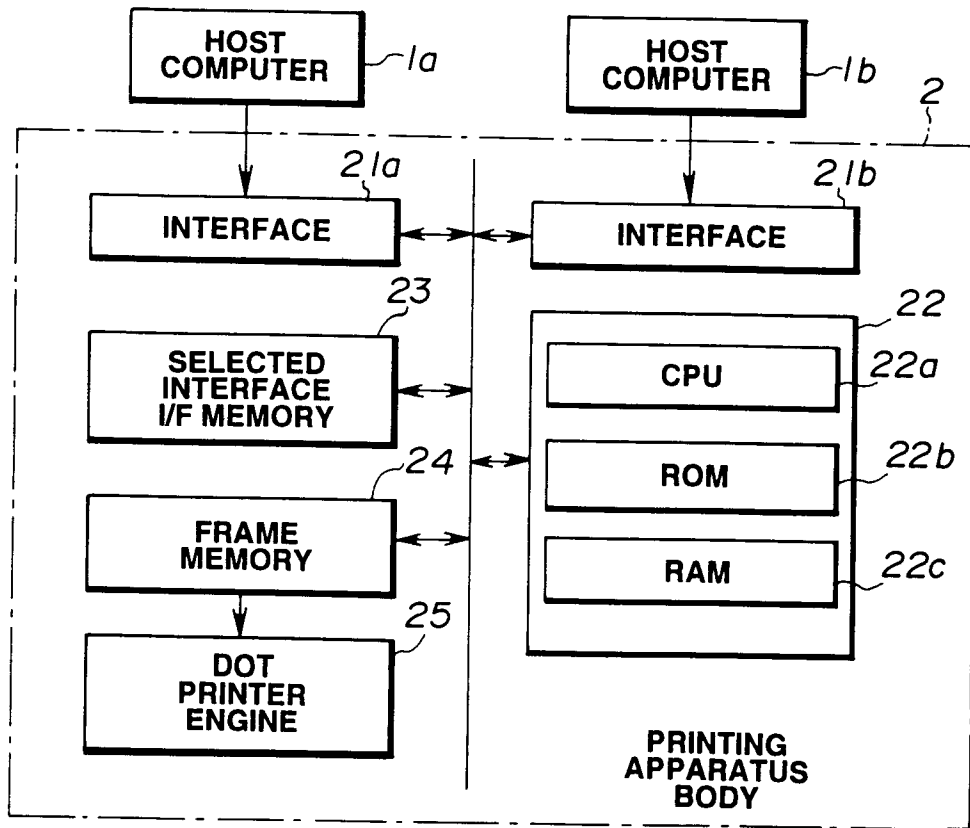 HOST
COMPUTER
1a
HOST
COMPUTER
1b
2
21a
INTERFACE
21b
INTERFACE
23
SELECTED
INTERFACE
I/F MEMORY
22
CPU
22a
24
FRAME
MEMORY
ROM
22b
RAM
22c
25
DOT
PRINTER
ENGINE
PRINTING
APPARATUS
BODY